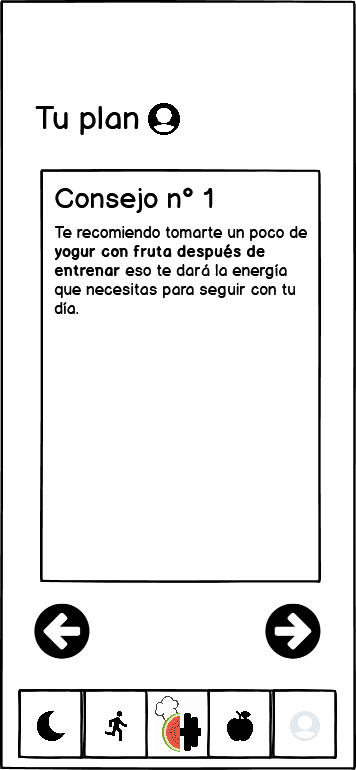 Tu plan
Consejo n° 1
Te recomiendo tomarte un poco de
yogur con fruta después de
entrenar eso te dará la energía
que necesitas para seguir con tu
día.